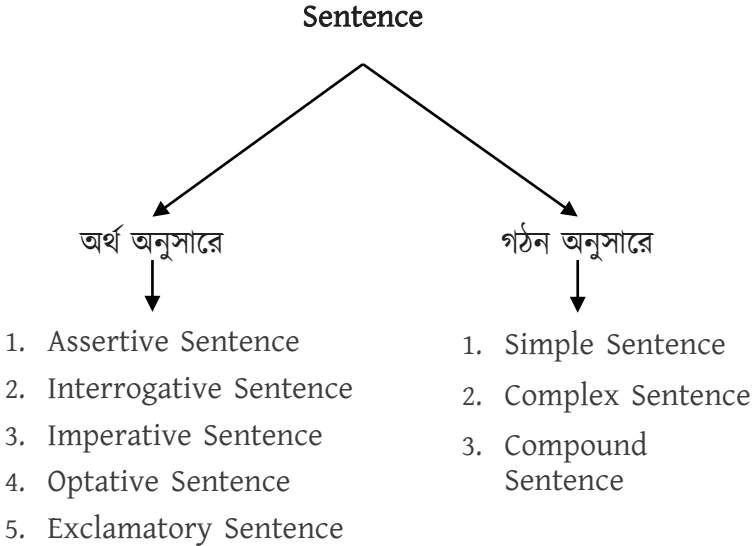 Sentence
অর্থ অনুসারে
1. Assertive Sentence
2. Interrogative Sentence
3. Imperative Sentence
4. Optative Sentence
5. Exclamatory Sentence
গঠন অনুসারে
1. Simple Sentence
2. Complex Sentence
3. Compound
Sentence